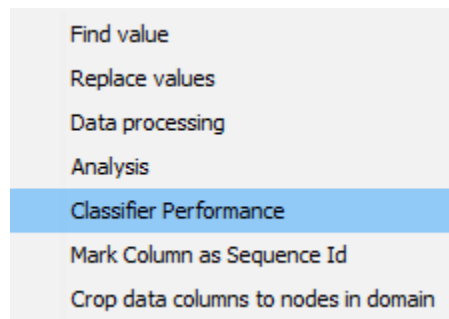 Find value
Replace values
Data processing
Analysis
Classifier Performance
Mark Column as Sequence Id
Crop data columns to nodes in domain